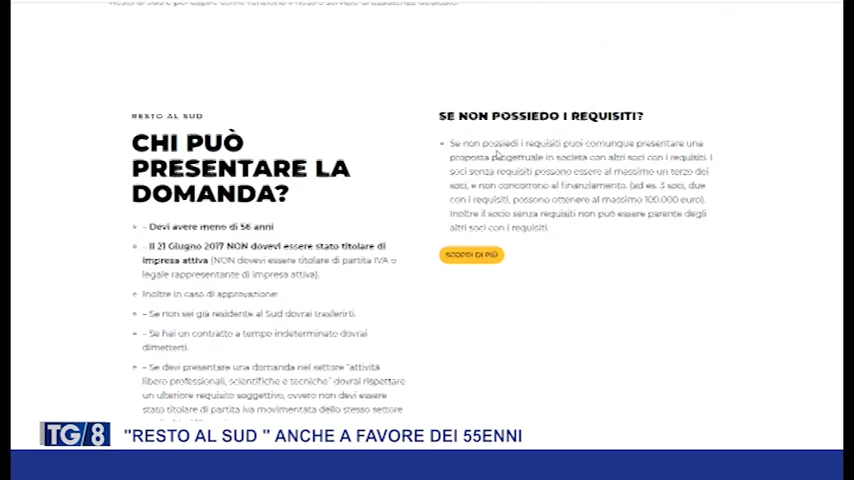 RESTO AL SUD
CHI PUÒ
PRESENTARE LA
DOMANDA?
– Devi avere meno di 56 anni
– Il 21 Giugno 2017 NON dovevi essere stato titolare di
impresa attiva (NON dovevi essere titolare di partita IVA o
legale rappresentante di impresa attiva).
Inoltre in caso di approvazione:
– Se non sei già residente al Sud dovrai trasferirti.
– Se hai un contratto a tempo indeterminato dovrai
dimetterti.
– Se devi presentare una domanda nel settore "attività
libero professionali, scientifiche e tecniche" dovrai rispettare
un ulteriore requisito soggettivo, ovvero non devi essere
stato titolare di partita iva movimentata dello stesso settore
SE NON POSSIEDO I REQUISITI?
Se non possiedi i requisiti puoi comunque presentare una
proposta progettuale in società con altri soci con i requisiti. I
soci senza requisiti possono essere al massimo un terzo dei
soci, e non concorrono al finanziamento. (ad es. 3 soci, due
con i requisiti, possono ottenere al massimo 100.000 euro).
Inoltre il socio senza requisiti non può essere parente degli
altri soci con i requisiti.
SCOPRI DI PIÙ
TG/8 "RESTO AL SUD " ANCHE A FAVORE DEI 55ENNI